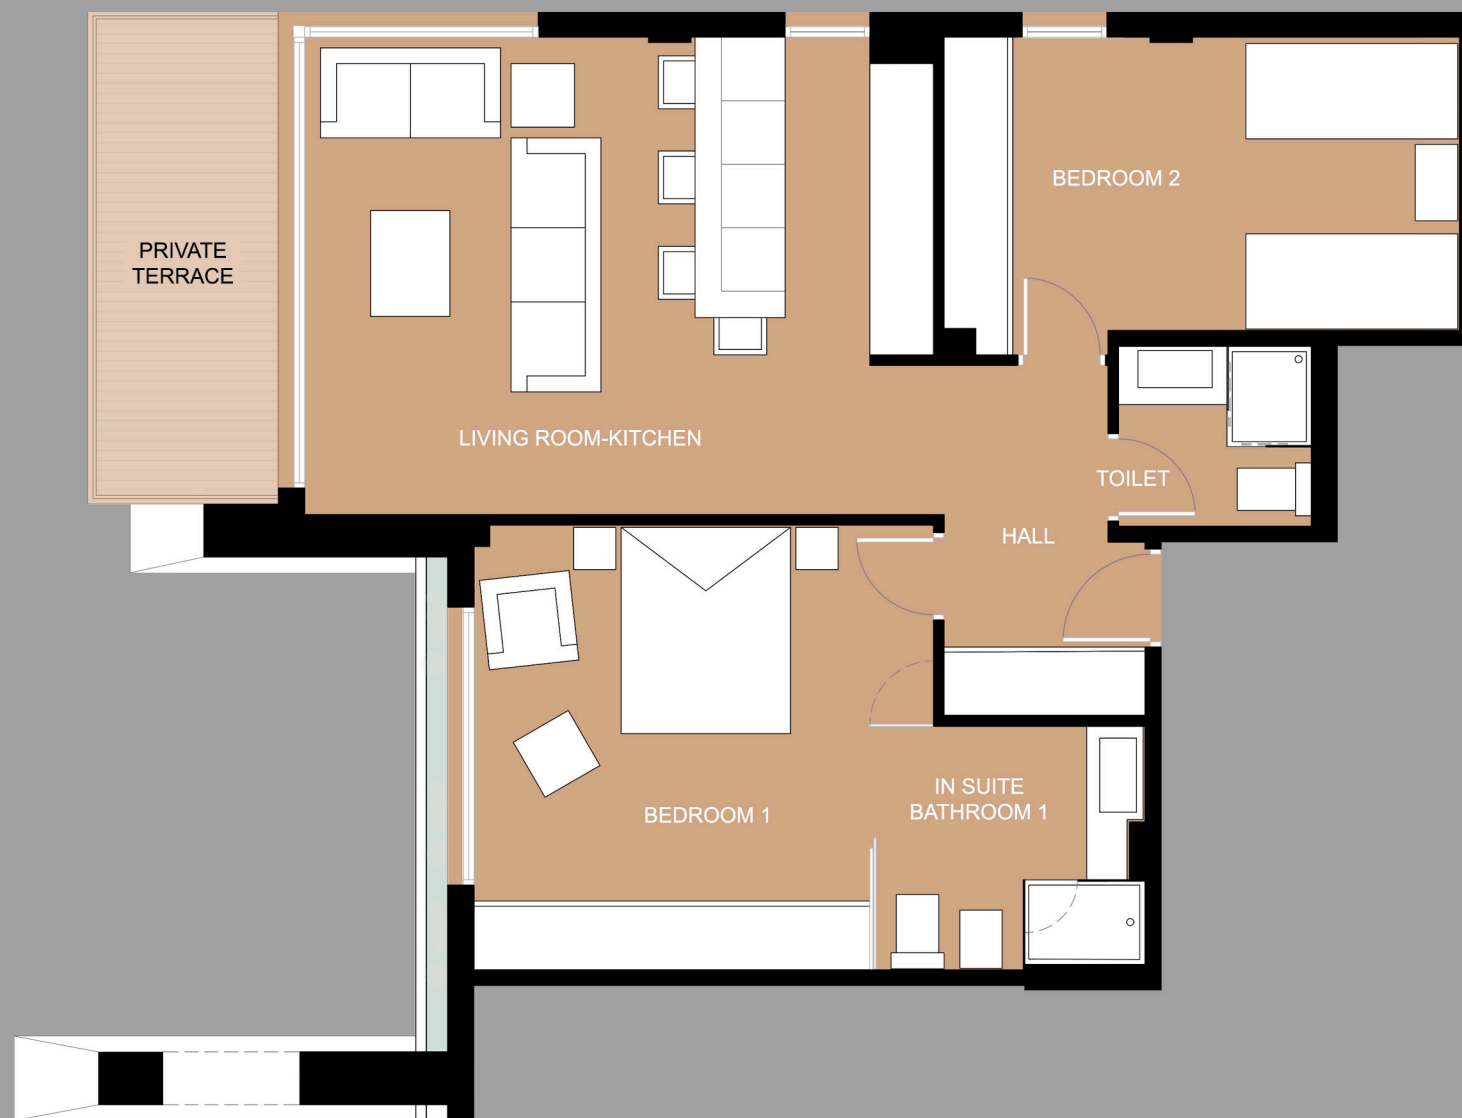 BEDROOM 2
PRIVATE
TERRACE
LIVING ROOM-KITCHEN
TOILET
HALL
IN SUITE
BATHROOM 1
BEDROOM 1